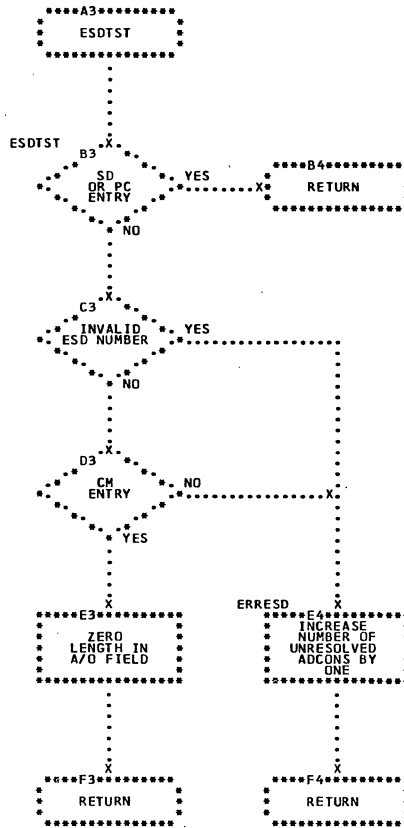 A3
ESDTST
ESDTST
B3
SD
OR PC
ENTRY
YES
B4
RETURN
NO
C3
INVALID
ESD NUMBER
YES
NO
D3
CM
ENTRY
NO
YES
E3
ZERO
LENGTH IN
A/O FIELD
ERRESD
E4
INCREASE
NUMBER OF
UNRESOLVED
ADCONS BY
ONE
F3
RETURN
F4
RETURN